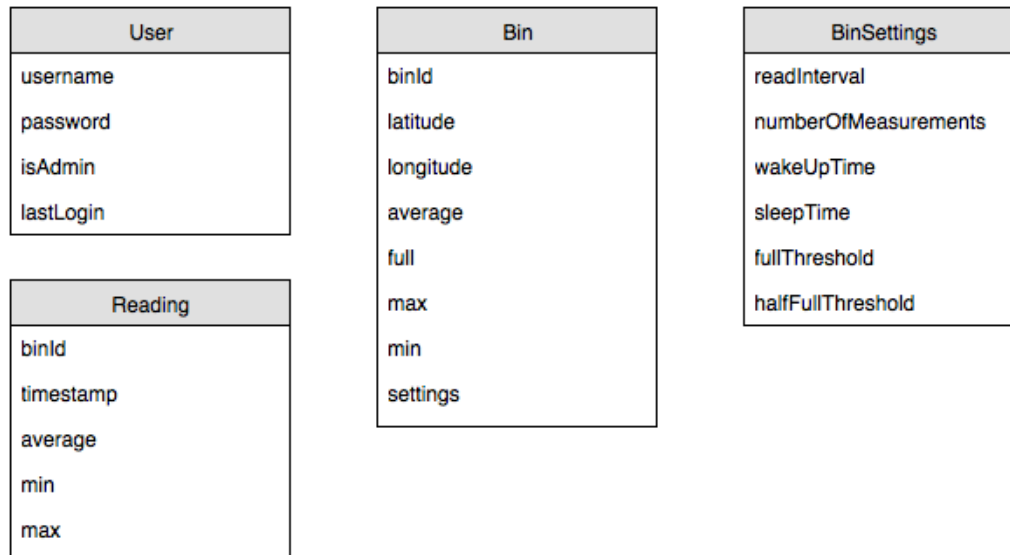 User
username
password
isAdmin
lastLogin
Reading
binId
timestamp
average
min
max
Bin
binId
latitude
longitude
average
full
max
min
settings
BinSettings
readInterval
numberOfMeasurements
wakeUpTime
sleepTime
fullThreshold
halfFullThreshold